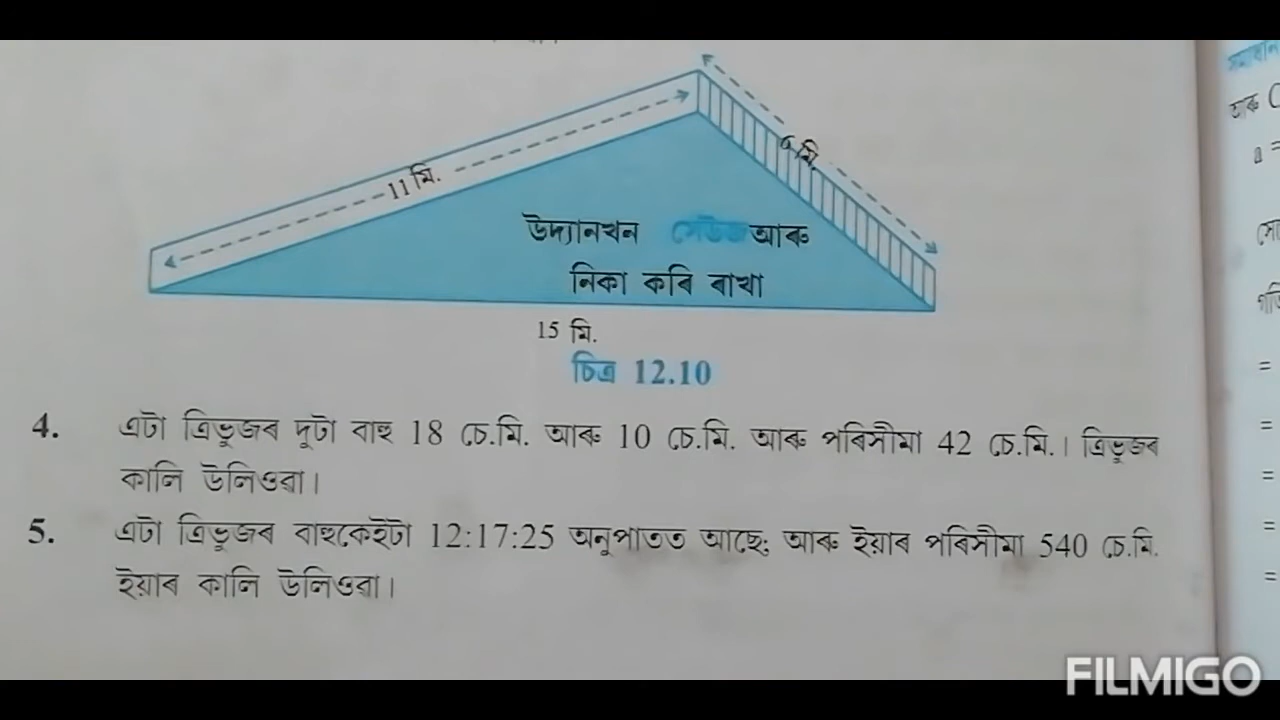 11 মি.
6 মি.
উদ্যানখন সেউজ আৰু
নিকা কৰি ৰাখা
15 মি.
চিত্ৰ 12.10
4. এটা ত্ৰিভূজৰ দুটা বাহু 18 চে.মি. আৰু 10 চে.মি. আৰু পৰিসীমা 42 চে.মি.। ত্ৰিভূজৰ
কালি উলিওৱা।
5. এটা ত্ৰিভূজৰ বাহুকেইটা 12:17:25 অনুপাতত আছে; আৰু ইয়াৰ পৰিসীমা 540 চে.মি.
ইয়াৰ কালি উলিওৱা।
আৰু (
=
=
=
=
=
FILMIGO